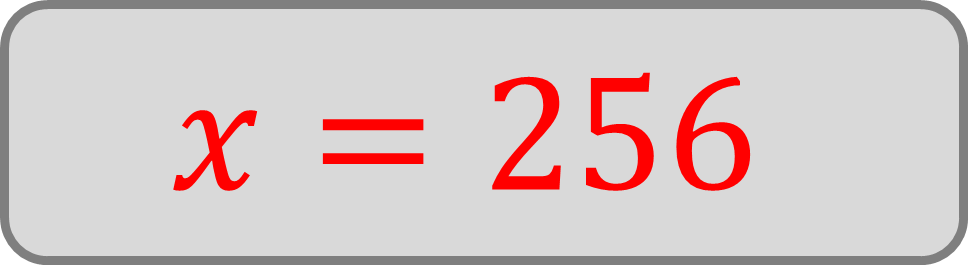 x = 256